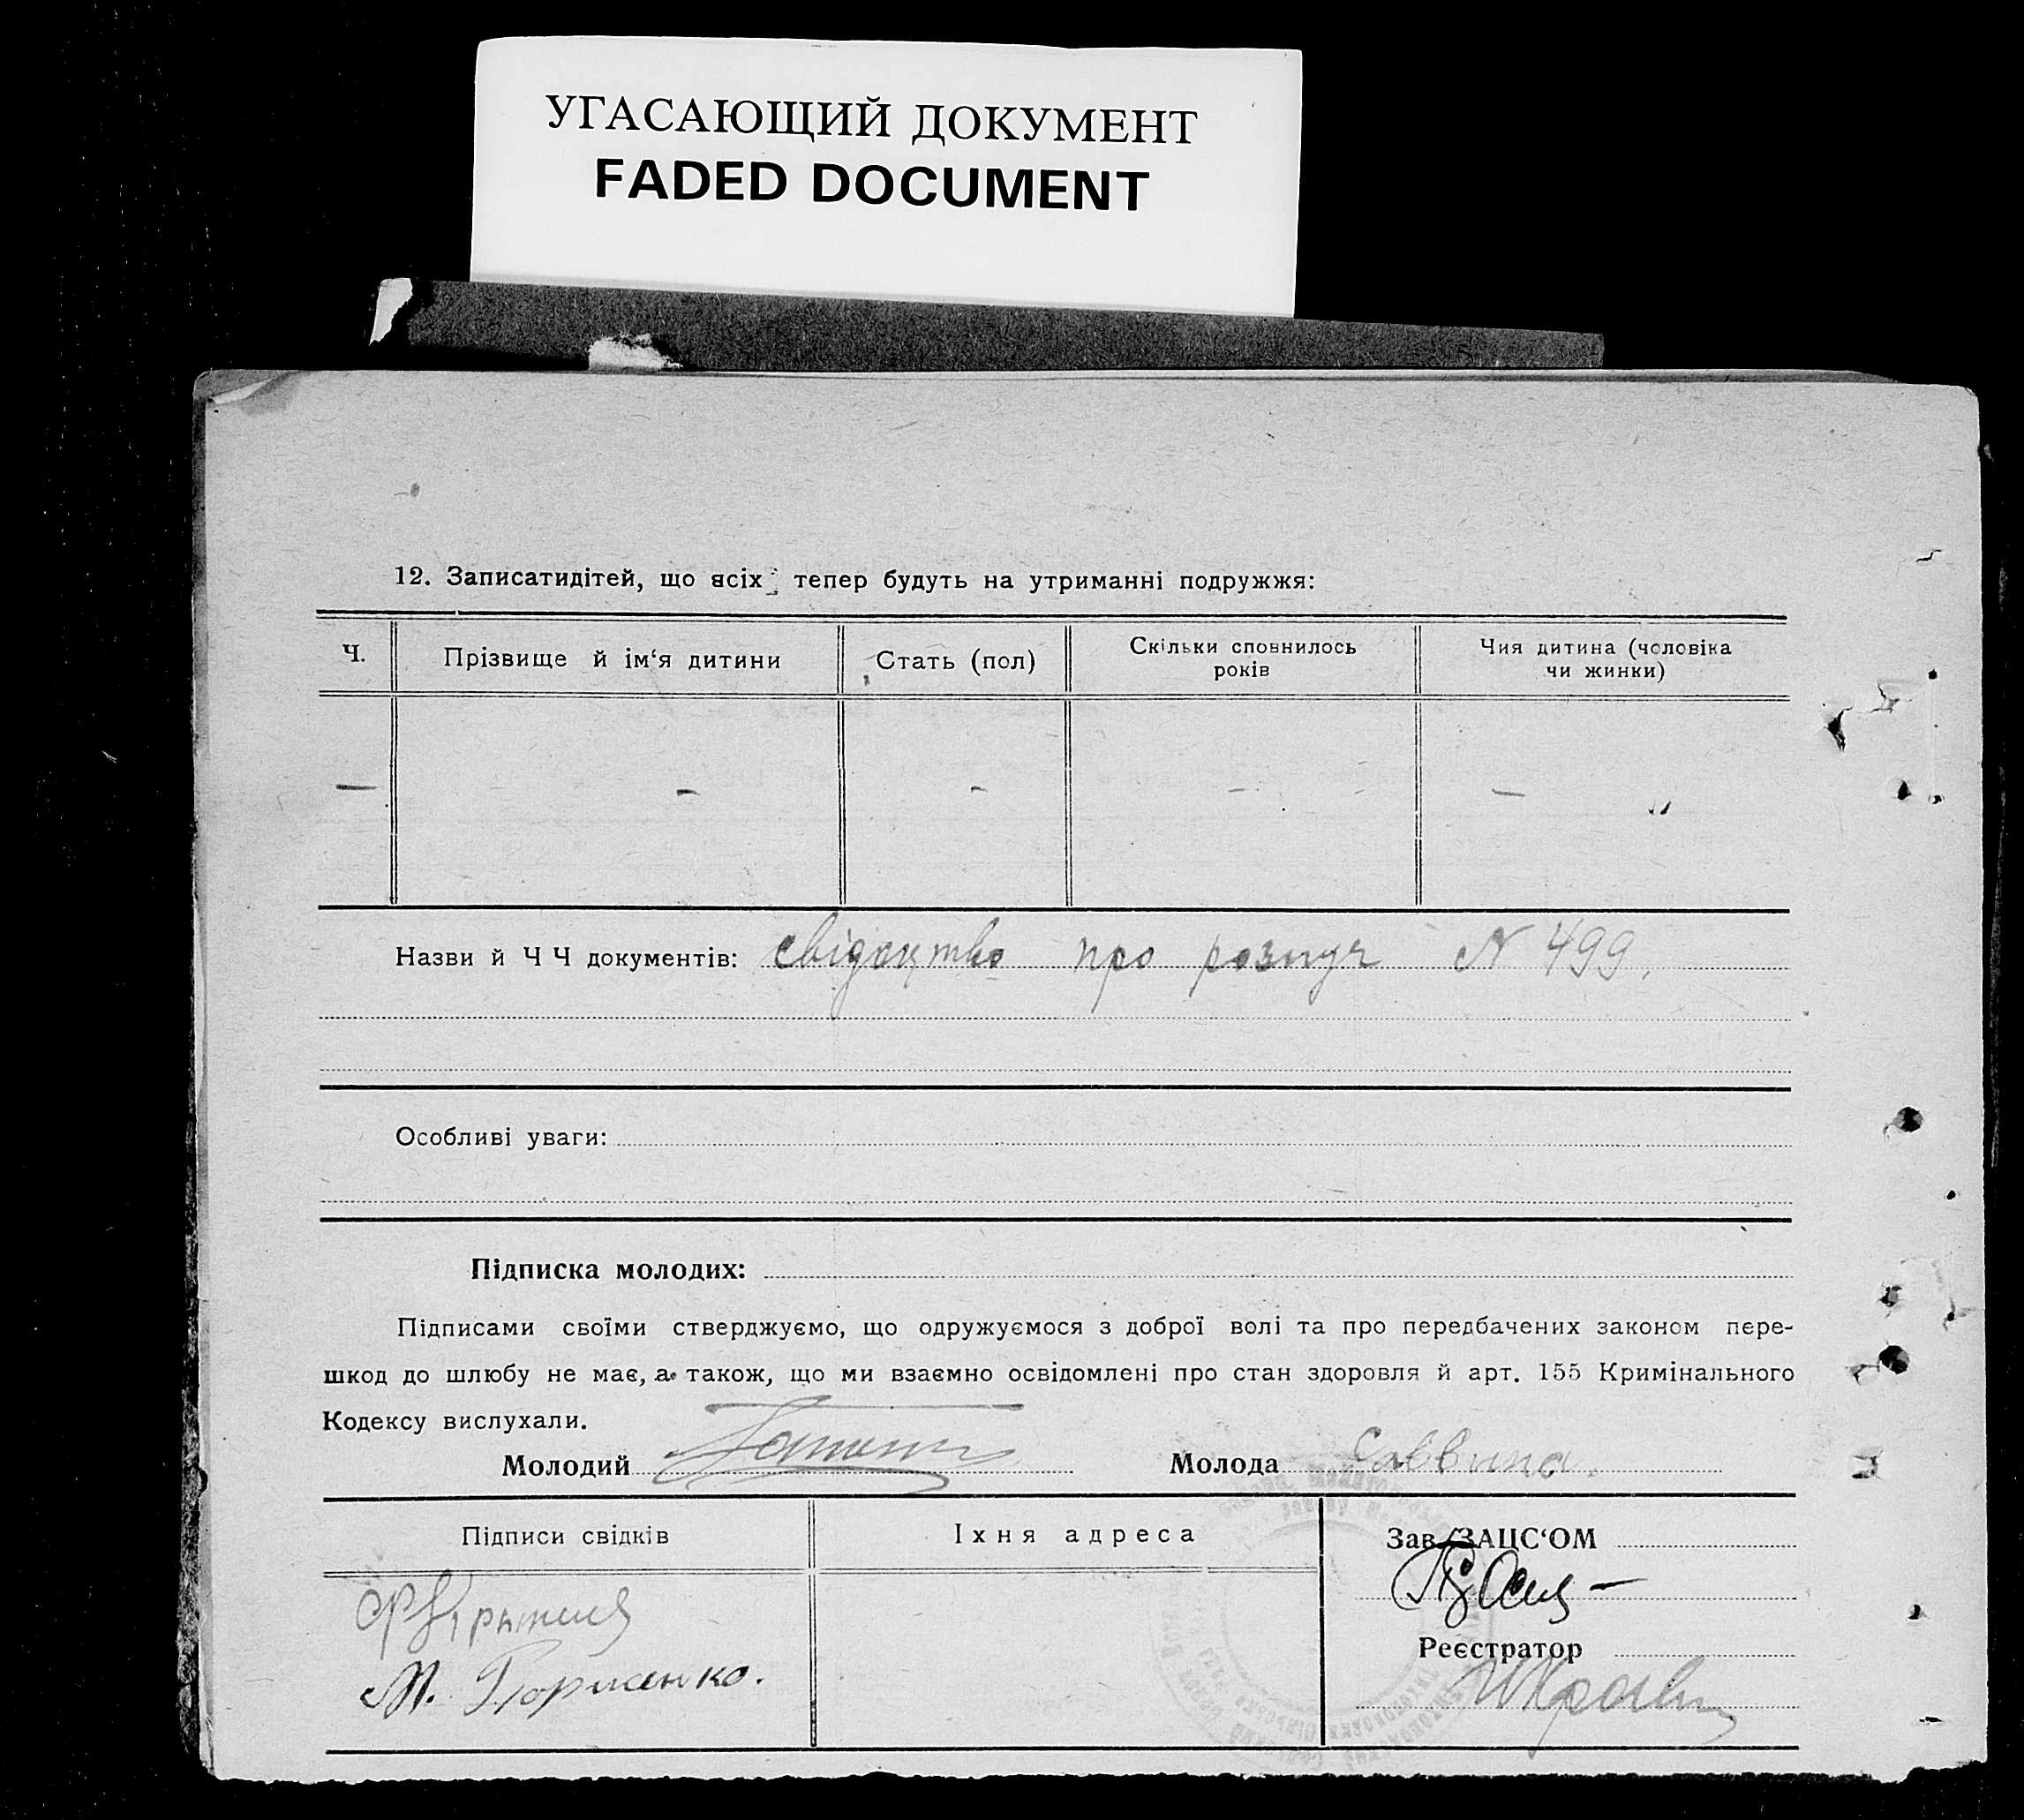 УГАСАЮЩИЙ ДОКУМЕНТ
FADED DOCUMENT
12. Записатидітей, що всіх тепер будуть на утриманні подружжя:
Ч. Прізвище й ім‘я дитини Стать (пол) Скільки сповнилось років Чия дитина (чоловіка чи жинки)
— - - - - — "
Назви й Ч Ч документів: свідоцтво про розлуч N 499.
Особливі уваги:
Підписка молодих:
Підписами своїми стверджуємо, що одружуємося з доброї волі та про передбачених законом пере-
шкод до шлюбу не має, а також, що ми взаємно освідомлені про стан здоровля й арт. 155 Кримінального
Кодексу вислухали.
Молодий Молода Саввина.
Підписи свідків Їхня адреса Зав. ЗАЦС‘ОМ
Реєстратор
М. Горманко.